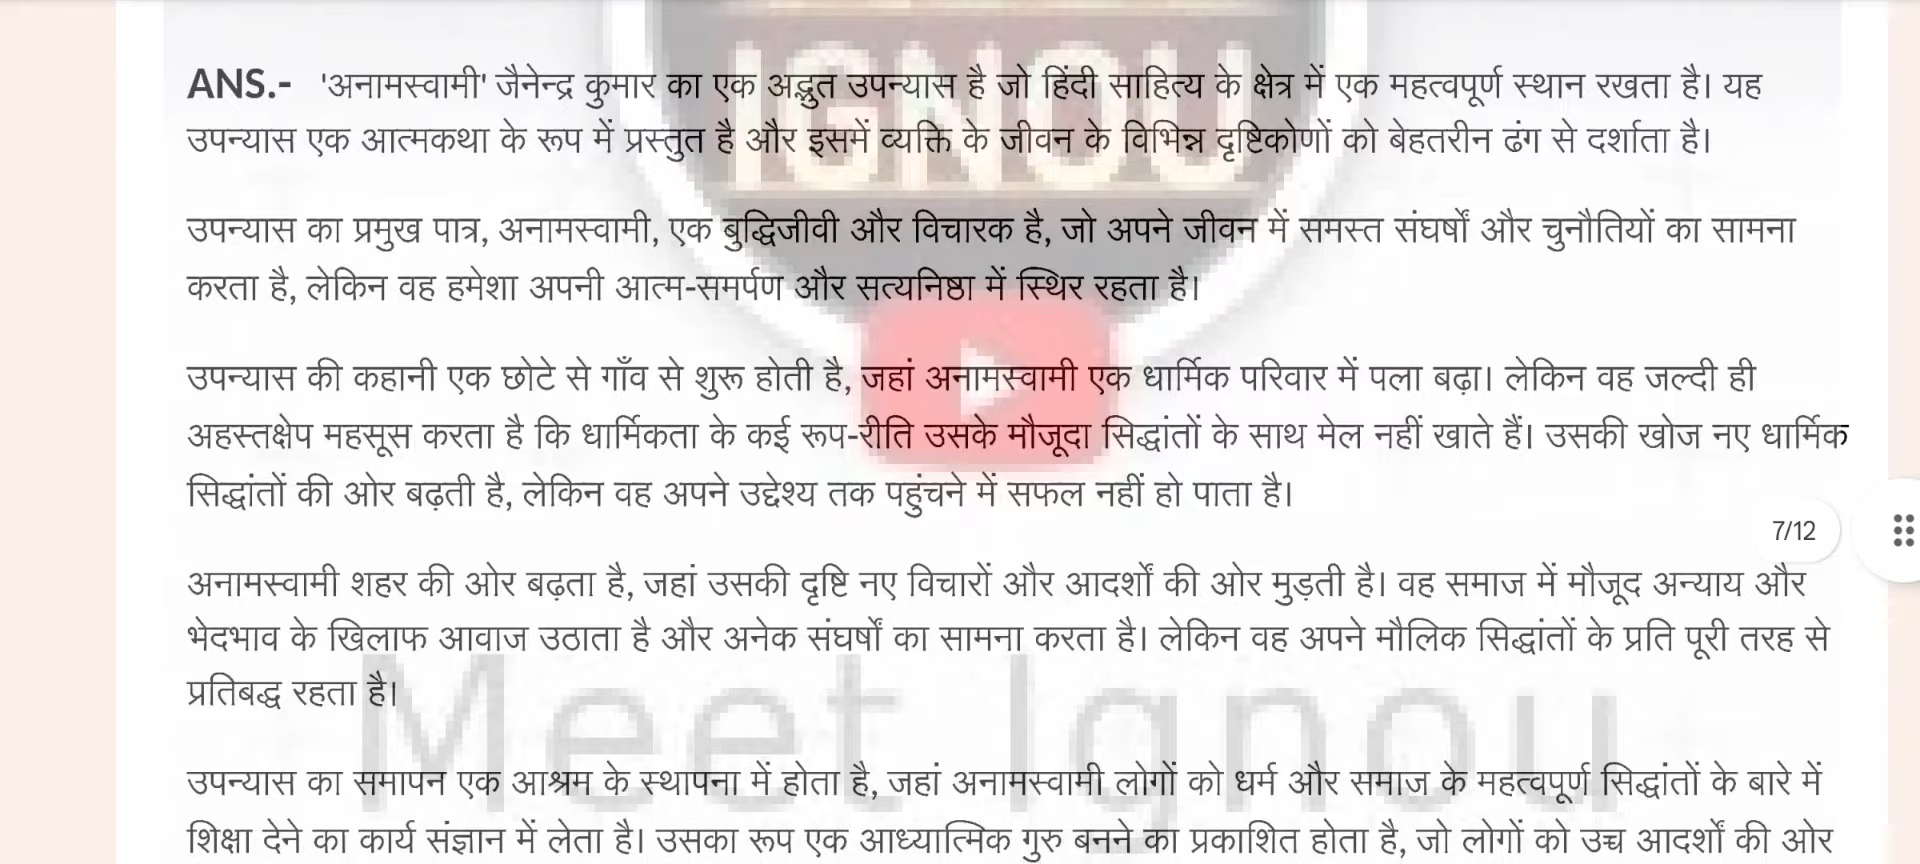 IGNOU
ANS.- 'अनामस्वामी' जैनेन्द्र कुमार का एक अद्भुत उपन्यास है जो हिंदी साहित्य के क्षेत्र में एक महत्वपूर्ण स्थान रखता है। यह
उपन्यास एक आत्मकथा के रूप में प्रस्तुत है और इसमें व्यक्ति के जीवन के विभिन्न दृष्टिकोणों को बेहतरीन ढंग से दर्शाता है।
उपन्यास का प्रमुख पात्र, अनामस्वामी, एक बुद्धिजीवी और विचारक है, जो अपने जीवन में समस्त संघर्षों और चुनौतियों का सामना
करता है, लेकिन वह हमेशा अपनी आत्म-समर्पण और सत्यनिष्ठा में स्थिर रहता है।
उपन्यास की कहानी एक छोटे से गाँव से शुरू होती है, जहां अनामस्वामी एक धार्मिक परिवार में पला बढ़ा। लेकिन वह जल्दी ही
अहस्तक्षेप महसूस करता है कि धार्मिकता के कई रूप-रीति उसके मौजूदा सिद्धांतों के साथ मेल नहीं खाते हैं। उसकी खोज नए धार्मिक
सिद्धांतों की ओर बढ़ती है, लेकिन वह अपने उद्देश्य तक पहुंचने में सफल नहीं हो पाता है।
7/12
अनामस्वामी शहर की ओर बढ़ता है, जहां उसकी दृष्टि नए विचारों और आदर्शों की ओर मुड़ती है। वह समाज में मौजूद अन्याय और
भेदभाव के खिलाफ आवाज उठाता है और अनेक संघर्षों का सामना करता है। लेकिन वह अपने मौलिक सिद्धांतों के प्रति पूरी तरह से
प्रतिबद्ध रहता है।
Meet Ignou
उपन्यास का समापन एक आश्रम के स्थापना में होता है, जहां अनामस्वामी लोगों को धर्म और समाज के महत्वपूर्ण सिद्धांतों के बारे में
शिक्षा देने का कार्य संज्ञान में लेता है। उसका रूप एक आध्यात्मिक गुरु बनने का प्रकाशित होता है, जो लोगों को उच्च आदर्शों की ओर